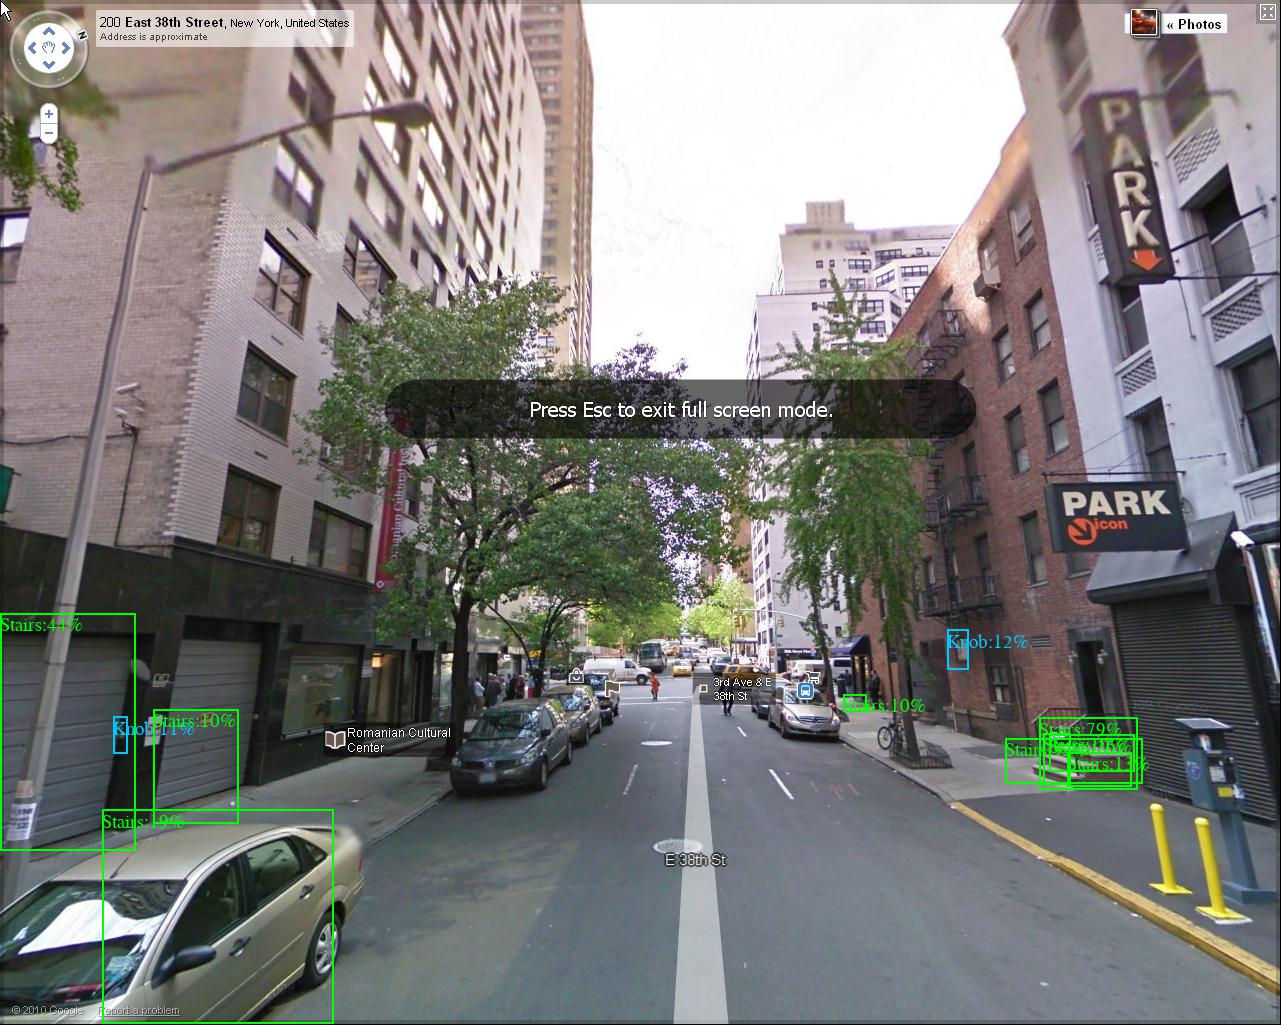 200 East 38th Street, New York, United States
Address is approximate
« Photos
N
PARK
Press Esc to exit full screen mode.
PARK
icon
Stairs:44%
Knob:12%
3rd Ave & E
38th St
Stairs:10%
Knob:11%
Stairs:10%
Romanian Cultural
Center
Stairs:79%
Stairs:13%
Stairs:19%
E 38th St
© 2010 Google
Report a problem